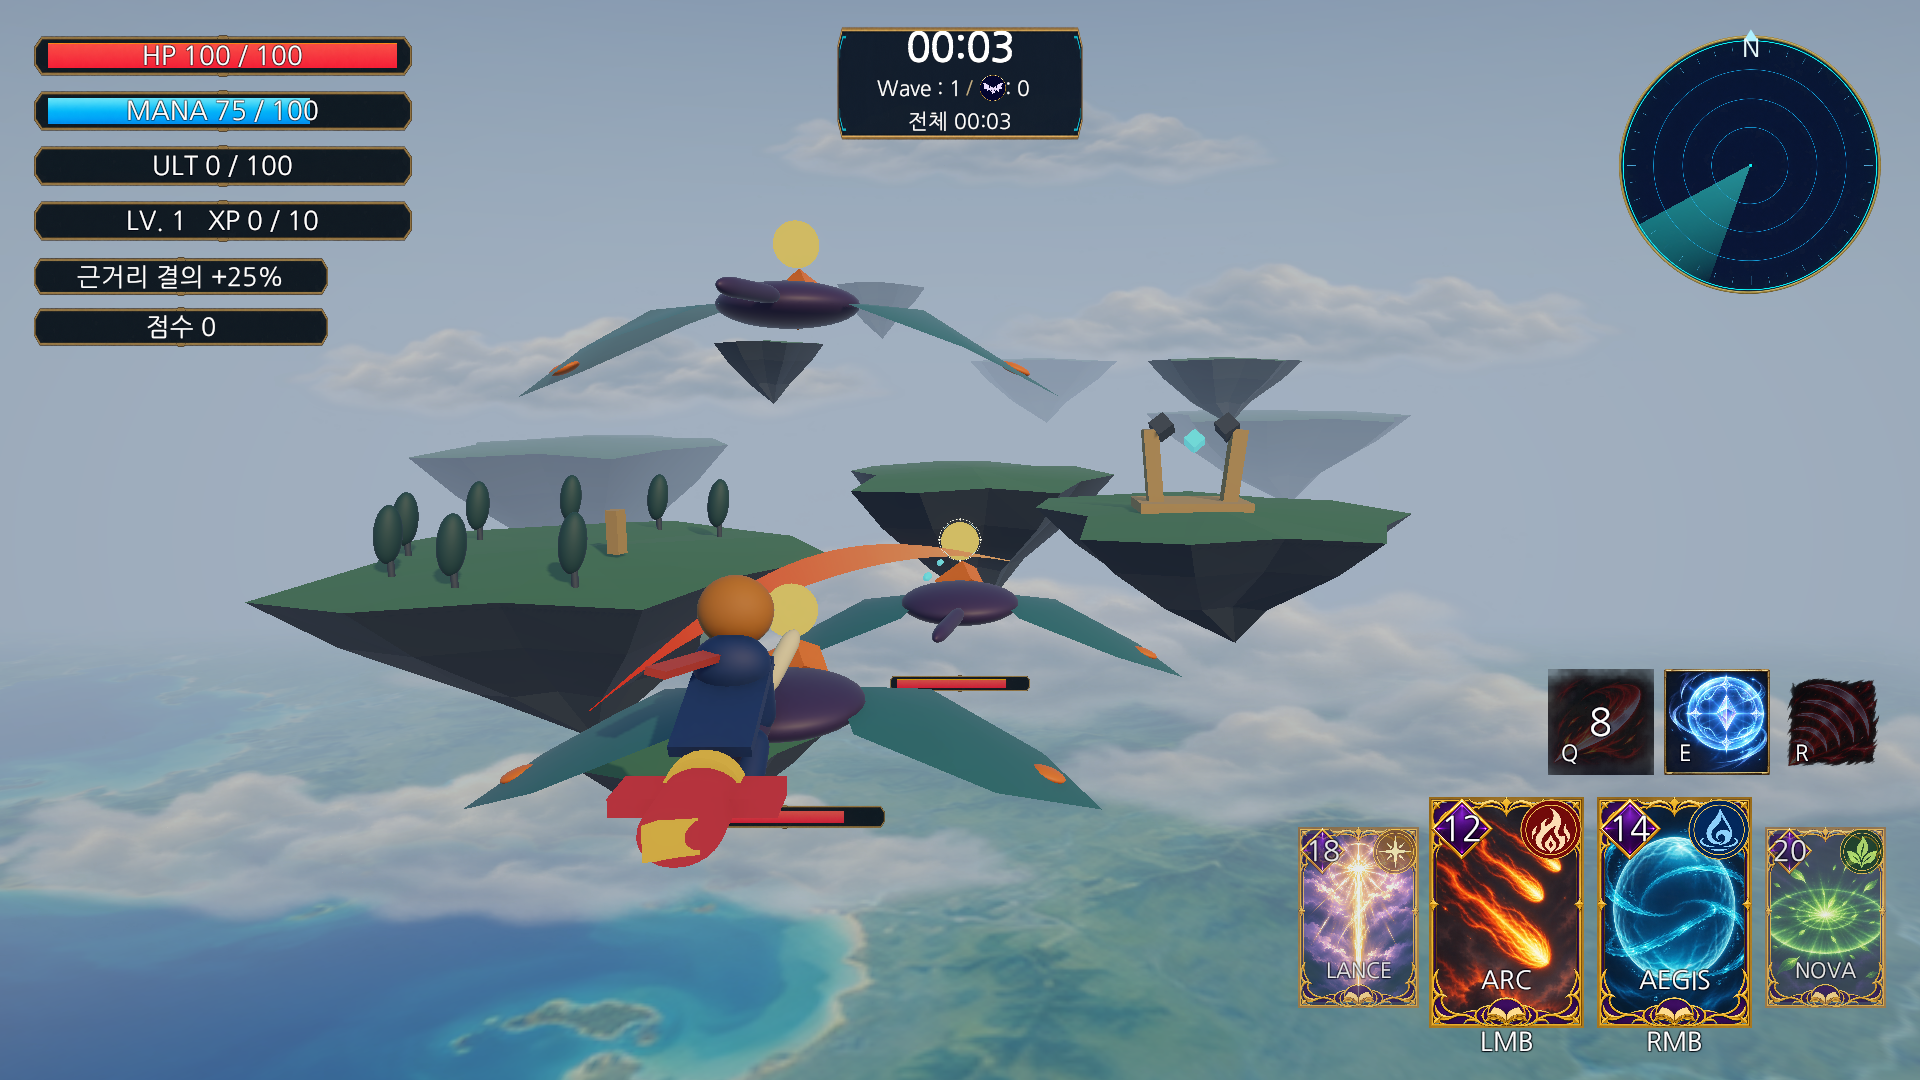 HP 100 / 100
MANA 75 / 100
ULT 0 / 100
LV. 1 XP 0 / 10
근거리 결의 +25%
점수 0
00:03
Wave : 1 / : 0
전체 00:03
N
8
Q
E
R
18
LANCE
12
ARC
LMB
14
AEGIS
RMB
20
NOVA